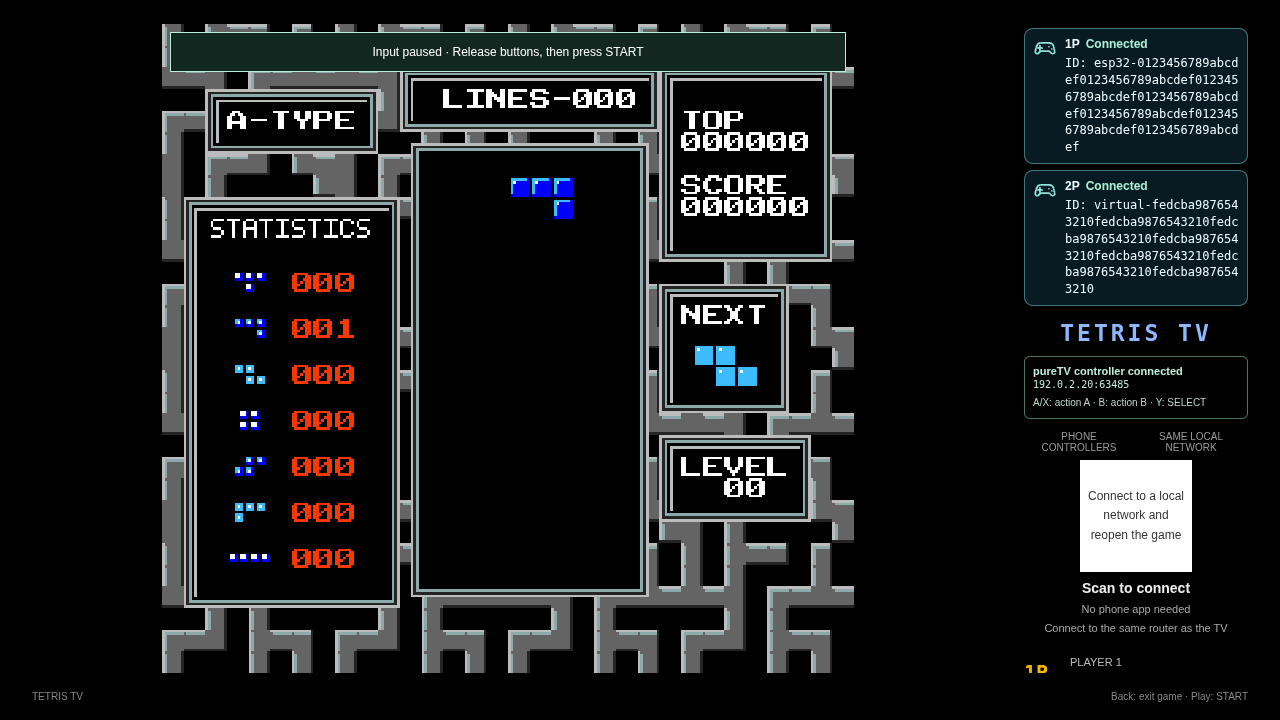 Input paused · Release buttons, then press START
A-TYPE
LINES-000
TOP
000000
SCORE
000000
STATISTICS
000
001
000
000
000
000
000
NEXT
LEVEL
00
1P Connected
ID: esp32-0123456789abcd
ef0123456789abcdef012345
6789abcdef0123456789abcd
ef0123456789abcdef012345
6789abcdef0123456789abcd
ef
2P Connected
ID: virtual-fedcba987654
3210fedcba9876543210fedc
ba9876543210fedcba987654
3210fedcba9876543210fedc
ba9876543210fedcba987654
3210
TETRIS TV
pureTV controller connected
192.0.2.20:63485
A/X: action A · B: action B · Y: SELECT
PHONE CONTROLLERS
SAME LOCAL NETWORK
Connect to a local
network and
reopen the game
Scan to connect
No phone app needed
Connect to the same router as the TV
1P
PLAYER 1
TETRIS TV
Back: exit game · Play: START